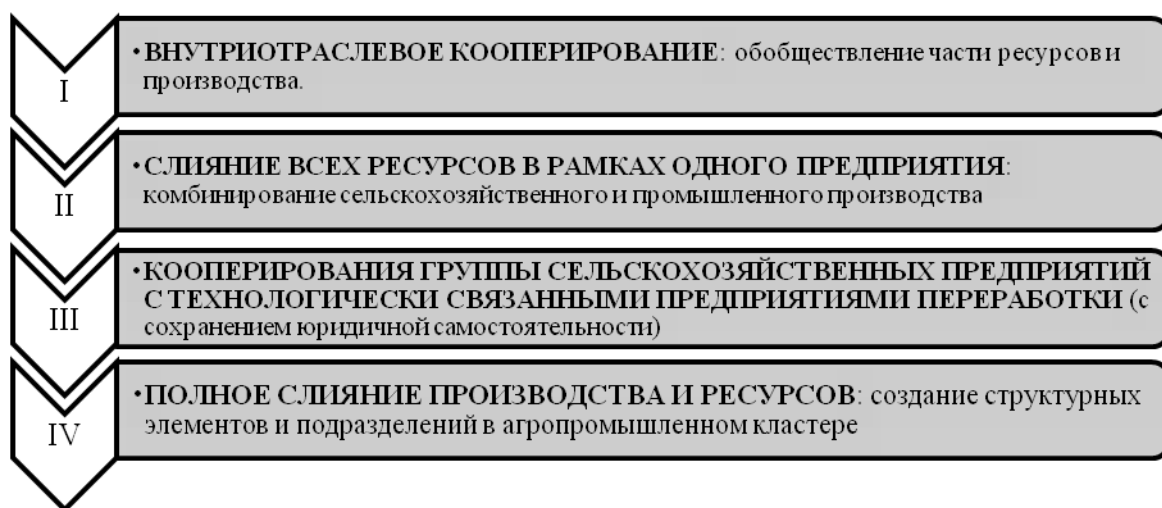 I
•ВНУТРИОТРАСЛЕВОЕ КООПЕРИРОВАНИЕ: обобществление части ресурсов и
производства.
II
•СЛИЯНИЕ ВСЕХ РЕСУРСОВ В РАМКАХ ОДНОГО ПРЕДПРИЯТИЯ:
комбинирование сельскохозяйственного и промышленного производства
III
•КООПЕРИРОВАНИЯ ГРУППЫ СЕЛЬСКОХОЗЯЙСТВЕННЫХ ПРЕДПРИЯТИЙ
С ТЕХНОЛОГИЧЕСКИ СВЯЗАННЫМИ ПРЕДПРИЯТИЯМИ ПЕРЕРАБОТКИ (с
сохранением юридичной самостоятельности)
IV
•ПОЛНОЕ СЛИЯНИЕ ПРОИЗВОДСТВА И РЕСУРСОВ: создание структурных
элементов и подразделений в агропромышленном кластере